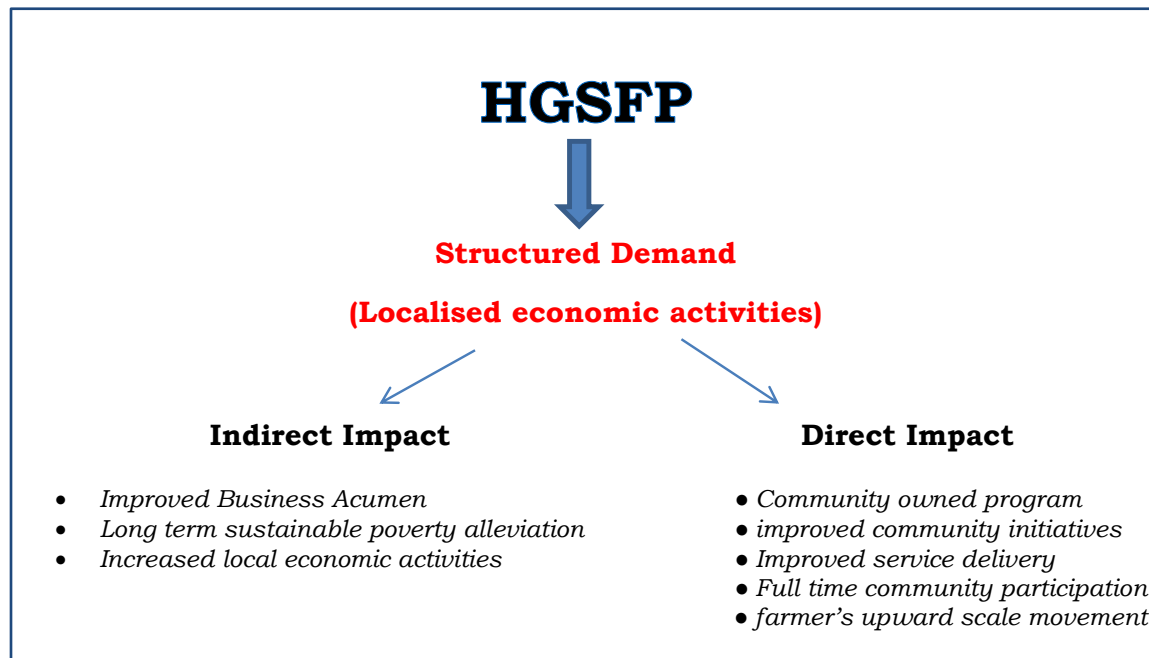 HGSFP
Structured Demand
(Localised economic activities)
Indirect Impact
• Improved Business Acumen
• Long term sustainable poverty alleviation
• Increased local economic activities
Direct Impact
● Community owned program
● improved community initiatives
● Improved service delivery
● Full time community participation
● farmer’s upward scale movement